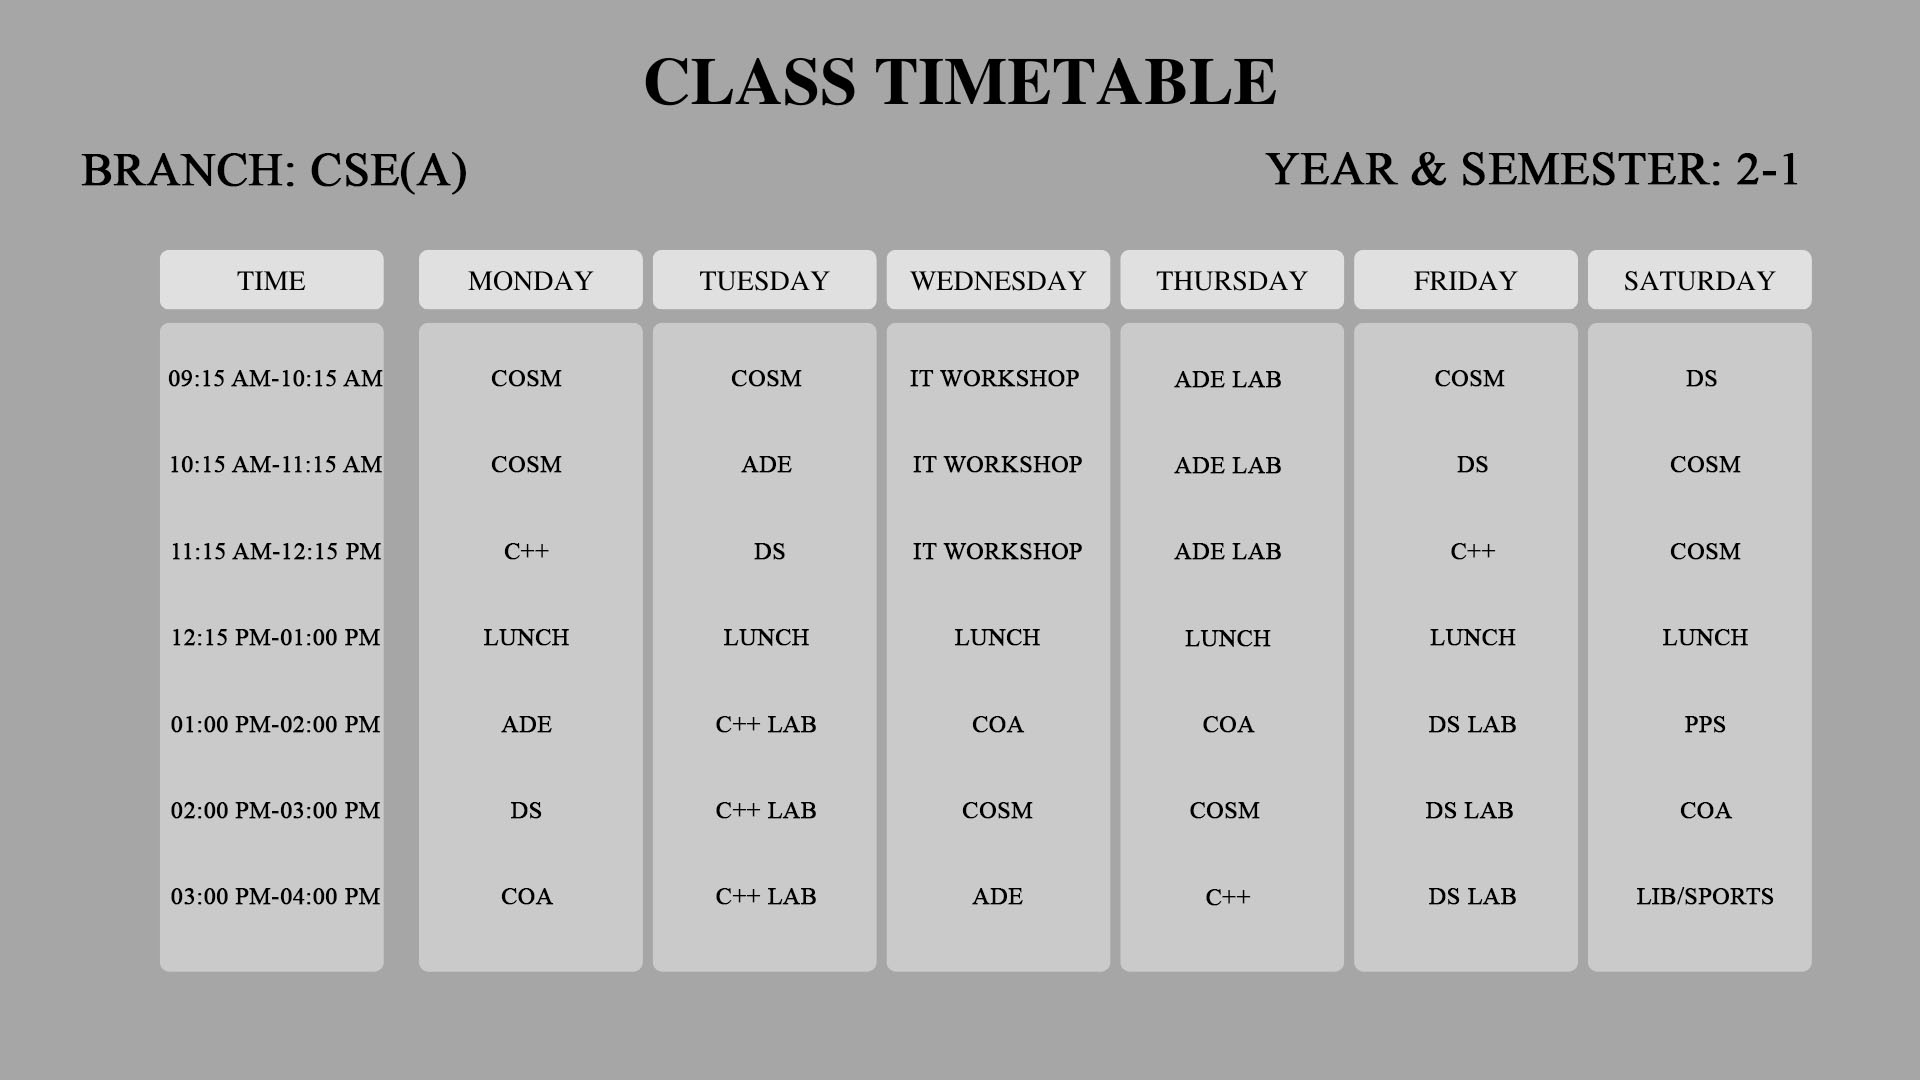 CLASS TIMETABLE
BRANCH: CSE(A) YEAR & SEMESTER: 2-1
TIME MONDAY TUESDAY WEDNESDAY THURSDAY FRIDAY SATURDAY
09:15 AM-10:15 AM COSM COSM IT WORKSHOP ADE LAB COSM DS
10:15 AM-11:15 AM COSM ADE IT WORKSHOP ADE LAB DS COSM
11:15 AM-12:15 PM C++ DS IT WORKSHOP ADE LAB C++ COSM
12:15 PM-01:00 PM LUNCH LUNCH LUNCH LUNCH LUNCH LUNCH
01:00 PM-02:00 PM ADE C++ LAB COA COA DS LAB PPS
02:00 PM-03:00 PM DS C++ LAB COSM COSM DS LAB COA
03:00 PM-04:00 PM COA C++ LAB ADE C++ DS LAB LIB/SPORTS